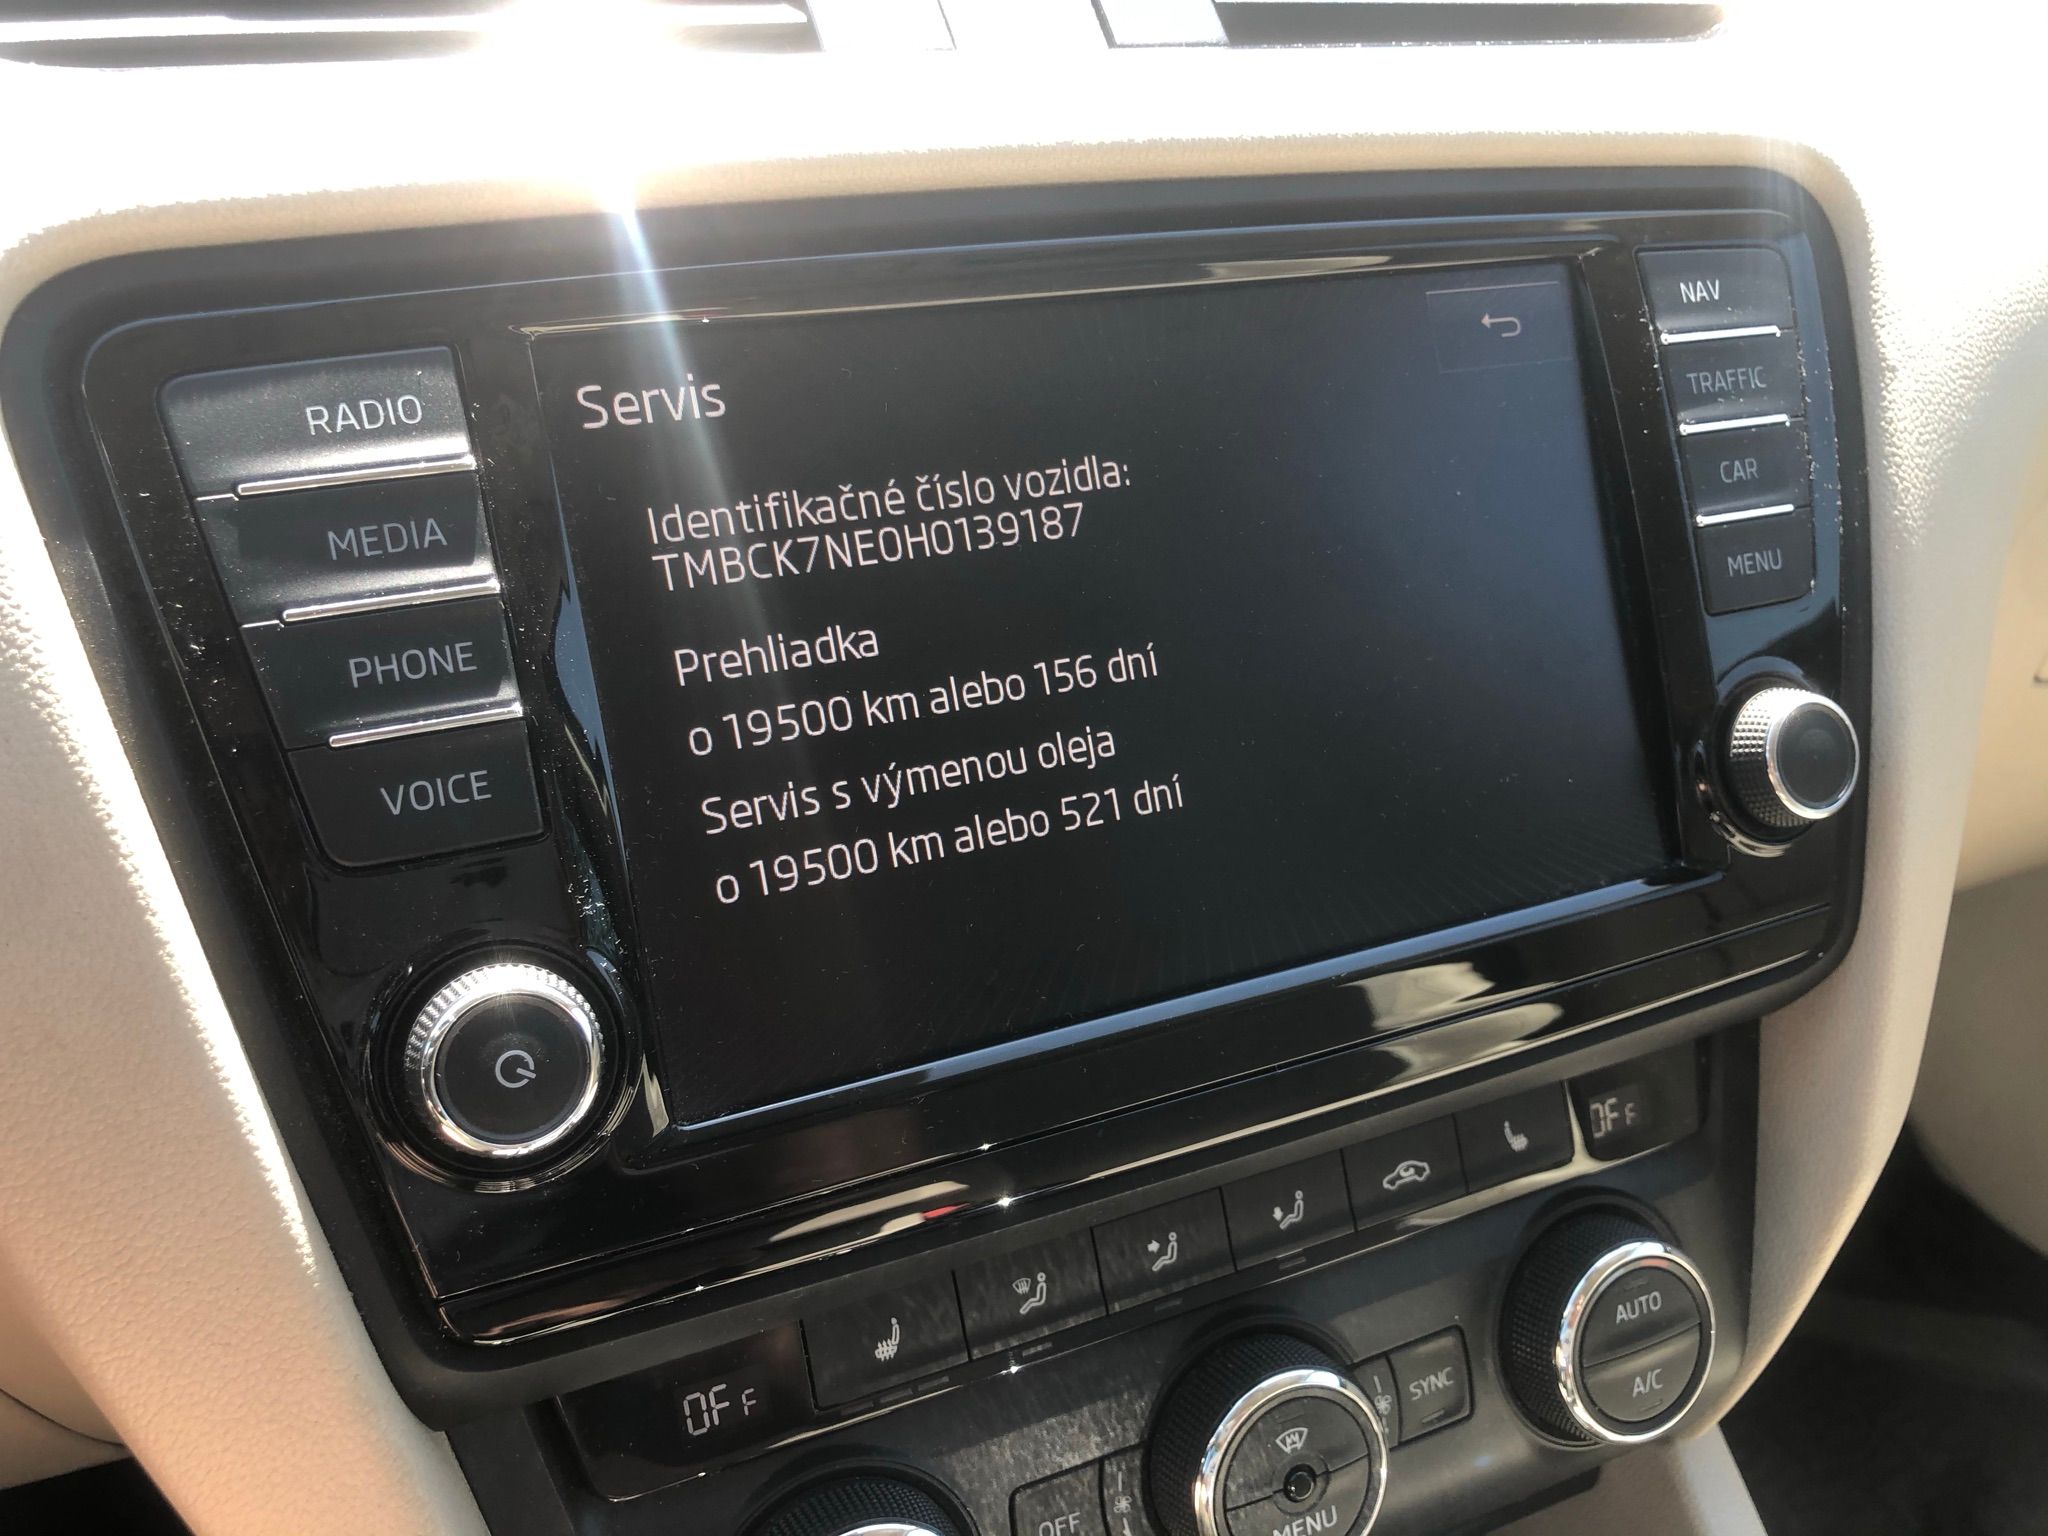 Servis
Identifikačné číslo vozidla:
TMBCK7NE0H0139187
Prehliadka
o 19500 km alebo 156 dní
Servis s výmenou oleja
o 19500 km alebo 521 dní
RADIO
MEDIA
PHONE
VOICE
NAV
TRAFFIC
CAR
MENU
OFF
OFF
AUTO
A/C
SYNC
OFF
MENU